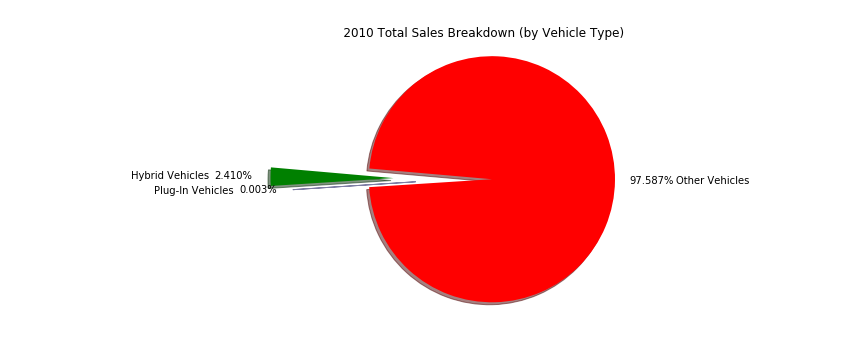 2010 Total Sales Breakdown (by Vehicle Type)
Hybrid Vehicles 2.410%
Plug-In Vehicles 0.003%
97.587% Other Vehicles